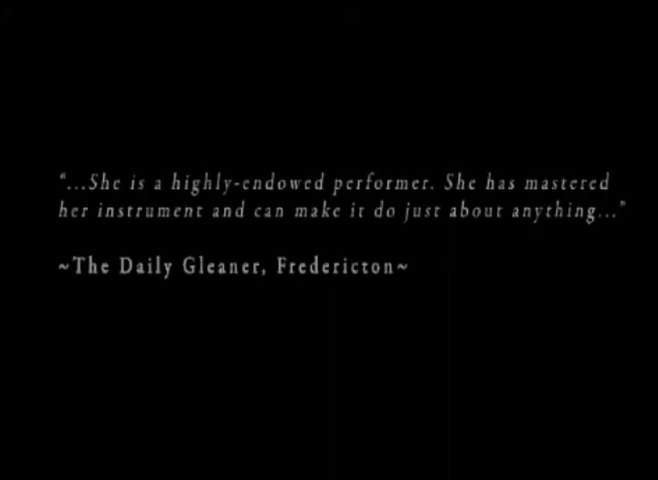 "...She is a highly-endowed performer. She has mastered
her instrument and can make it do just about anything..."
~The Daily Gleaner, Fredericton~